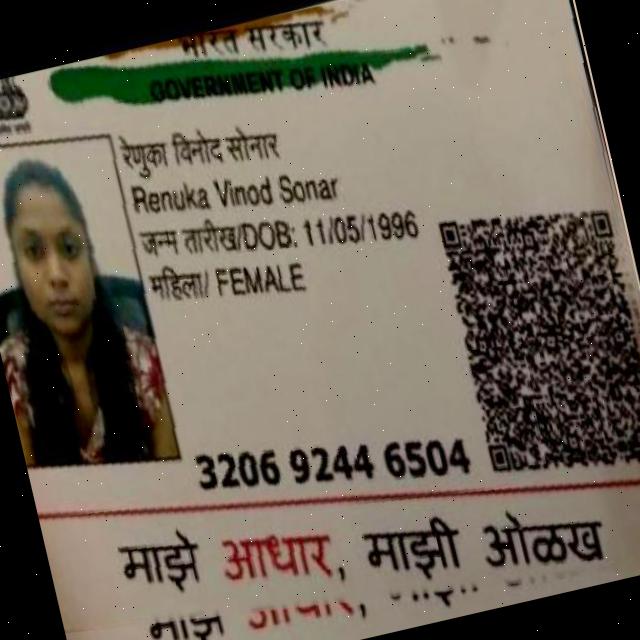 भारत सरकार
GOVERNMENT OF INDIA
रेणुका विनोद सोनार
Renuka Vinod Sonar
जन्म तारीख/DOB: 11/05/1996
महिला/ FEMALE
3206 9244 6504
माझे आधार, माझी ओळख